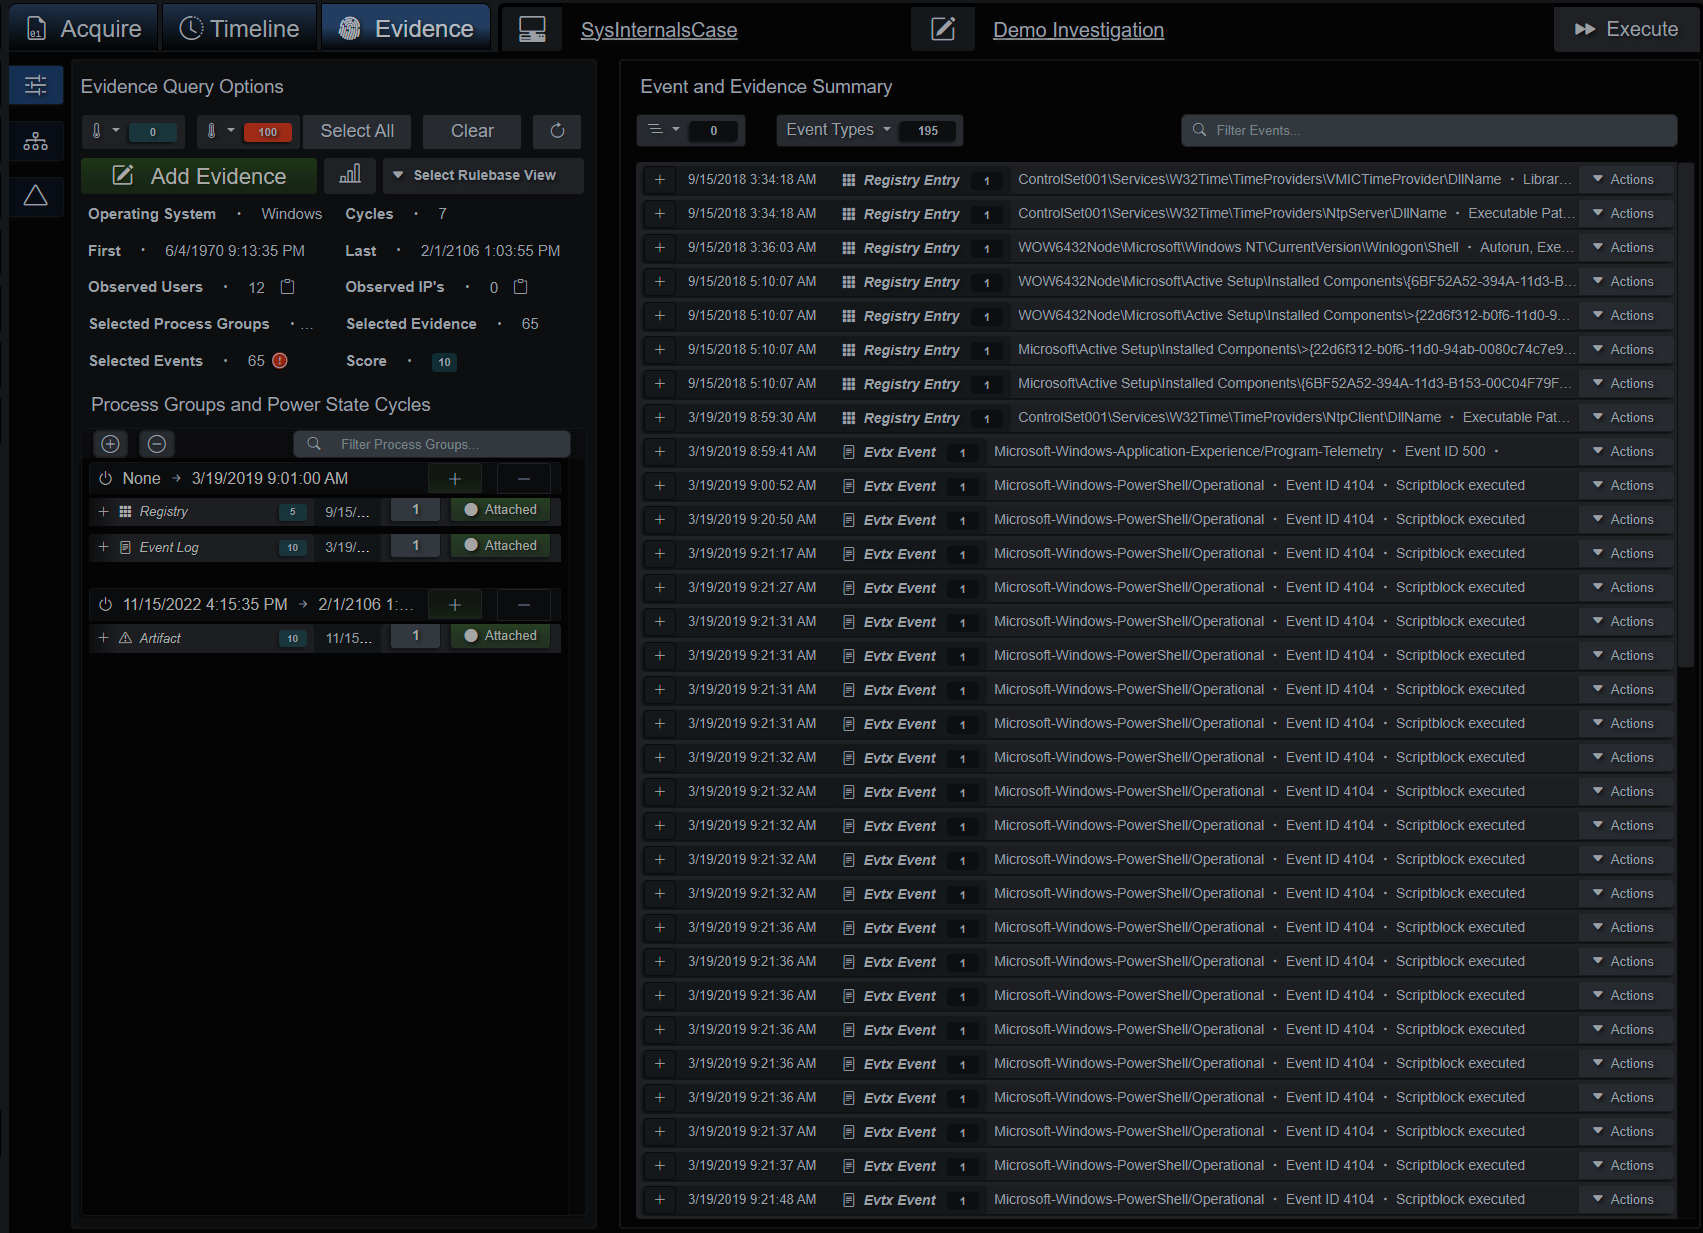 Acquire Timeline Evidence SysInternalsCase Demo Investigation Execute
Evidence Query Options
0 100 Select All Clear
Add Evidence Select Rulebase View
Operating System • Windows Cycles • 7
First • 6/4/1970 9:13:35 PM Last • 2/1/2106 1:03:55 PM
Observed Users • 12 Observed IP's • 0
Selected Process Groups • ... Selected Evidence • 65
Selected Events • 65 Score • 10
Process Groups and Power State Cycles
Filter Process Groups...
None → 3/19/2019 9:01:00 AM + −
+ Registry 5 9/15/... 1 Attached
+ Event Log 10 3/19/... 1 Attached
11/15/2022 4:15:35 PM → 2/1/2106 1:... + −
+ Artifact 10 11/15... 1 Attached
Event and Evidence Summary
0 Event Types 195 Filter Events...
+ 9/15/2018 3:34:18 AM Registry Entry 1 ControlSet001\Services\W32Time\TimeProviders\VMICTimeProvider\DllName • Librar... Actions
+ 9/15/2018 3:34:18 AM Registry Entry 1 ControlSet001\Services\W32Time\TimeProviders\NtpServer\DllName • Executable Pat... Actions
+ 9/15/2018 3:36:03 AM Registry Entry 1 WOW6432Node\Microsoft\Windows NT\CurrentVersion\Winlogon\Shell • Autorun, Exe... Actions
+ 9/15/2018 5:10:07 AM Registry Entry 1 WOW6432Node\Microsoft\Active Setup\Installed Components\{6BF52A52-394A-11d3-B... Actions
+ 9/15/2018 5:10:07 AM Registry Entry 1 WOW6432Node\Microsoft\Active Setup\Installed Components\>{22d6f312-b0f6-11d0-9... Actions
+ 9/15/2018 5:10:07 AM Registry Entry 1 Microsoft\Active Setup\Installed Components\>{22d6f312-b0f6-11d0-94ab-0080c74c7e9... Actions
+ 9/15/2018 5:10:07 AM Registry Entry 1 Microsoft\Active Setup\Installed Components\{6BF52A52-394A-11d3-B153-00C04F79F... Actions
+ 3/19/2019 8:59:30 AM Registry Entry 1 ControlSet001\Services\W32Time\TimeProviders\NtpClient\DllName • Executable Pat... Actions
+ 3/19/2019 8:59:41 AM Evtx Event 1 Microsoft-Windows-Application-Experience/Program-Telemetry • Event ID 500 • Actions
+ 3/19/2019 9:00:52 AM Evtx Event 1 Microsoft-Windows-PowerShell/Operational • Event ID 4104 • Scriptblock executed Actions
+ 3/19/2019 9:20:50 AM Evtx Event 1 Microsoft-Windows-PowerShell/Operational • Event ID 4104 • Scriptblock executed Actions
+ 3/19/2019 9:21:17 AM Evtx Event 1 Microsoft-Windows-PowerShell/Operational • Event ID 4104 • Scriptblock executed Actions
+ 3/19/2019 9:21:27 AM Evtx Event 1 Microsoft-Windows-PowerShell/Operational • Event ID 4104 • Scriptblock executed Actions
+ 3/19/2019 9:21:31 AM Evtx Event 1 Microsoft-Windows-PowerShell/Operational • Event ID 4104 • Scriptblock executed Actions
+ 3/19/2019 9:21:31 AM Evtx Event 1 Microsoft-Windows-PowerShell/Operational • Event ID 4104 • Scriptblock executed Actions
+ 3/19/2019 9:21:31 AM Evtx Event 1 Microsoft-Windows-PowerShell/Operational • Event ID 4104 • Scriptblock executed Actions
+ 3/19/2019 9:21:31 AM Evtx Event 1 Microsoft-Windows-PowerShell/Operational • Event ID 4104 • Scriptblock executed Actions
+ 3/19/2019 9:21:32 AM Evtx Event 1 Microsoft-Windows-PowerShell/Operational • Event ID 4104 • Scriptblock executed Actions
+ 3/19/2019 9:21:32 AM Evtx Event 1 Microsoft-Windows-PowerShell/Operational • Event ID 4104 • Scriptblock executed Actions
+ 3/19/2019 9:21:32 AM Evtx Event 1 Microsoft-Windows-PowerShell/Operational • Event ID 4104 • Scriptblock executed Actions
+ 3/19/2019 9:21:32 AM Evtx Event 1 Microsoft-Windows-PowerShell/Operational • Event ID 4104 • Scriptblock executed Actions
+ 3/19/2019 9:21:32 AM Evtx Event 1 Microsoft-Windows-PowerShell/Operational • Event ID 4104 • Scriptblock executed Actions
+ 3/19/2019 9:21:36 AM Evtx Event 1 Microsoft-Windows-PowerShell/Operational • Event ID 4104 • Scriptblock executed Actions
+ 3/19/2019 9:21:36 AM Evtx Event 1 Microsoft-Windows-PowerShell/Operational • Event ID 4104 • Scriptblock executed Actions
+ 3/19/2019 9:21:36 AM Evtx Event 1 Microsoft-Windows-PowerShell/Operational • Event ID 4104 • Scriptblock executed Actions
+ 3/19/2019 9:21:36 AM Evtx Event 1 Microsoft-Windows-PowerShell/Operational • Event ID 4104 • Scriptblock executed Actions
+ 3/19/2019 9:21:36 AM Evtx Event 1 Microsoft-Windows-PowerShell/Operational • Event ID 4104 • Scriptblock executed Actions
+ 3/19/2019 9:21:36 AM Evtx Event 1 Microsoft-Windows-PowerShell/Operational • Event ID 4104 • Scriptblock executed Actions
+ 3/19/2019 9:21:37 AM Evtx Event 1 Microsoft-Windows-PowerShell/Operational • Event ID 4104 • Scriptblock executed Actions
+ 3/19/2019 9:21:37 AM Evtx Event 1 Microsoft-Windows-PowerShell/Operational • Event ID 4104 • Scriptblock executed Actions
+ 3/19/2019 9:21:48 AM Evtx Event 1 Microsoft-Windows-PowerShell/Operational • Event ID 4104 • Scriptblock executed Actions